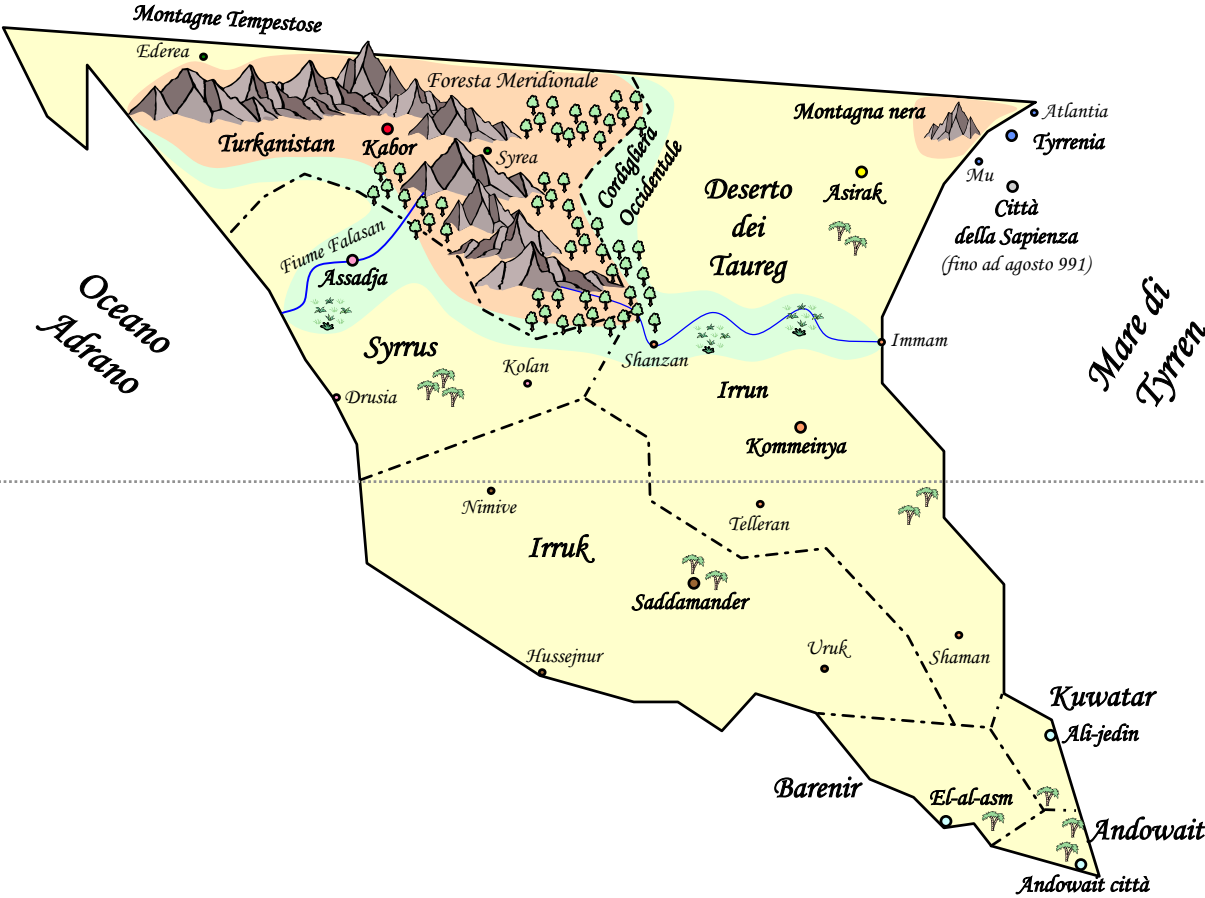 Montagne Tempestose
Ederea
Foresta Meridionale
Montagna nera
Atlantia
Turkanistan
Kabor
Syrea
Tyrrenia
Cordigliera
Occidentale
Mu
Asirak
Deserto
dei
Taureg
Città
della Sapienza
(fino ad agosto 991)
Fiume Falasan
Assadja
Oceano
Adrano
Mare di
Tyrren
Syrrus
Kolan
Shanzan
Immam
Drusia
Irrun
Kommeinya
Nimive
Telleran
Irruk
Saddamander
Hussejnur
Uruk
Shaman
Kuwatar
Ali-jedin
Barenir
El-al-asm
Andowait
Andowait città